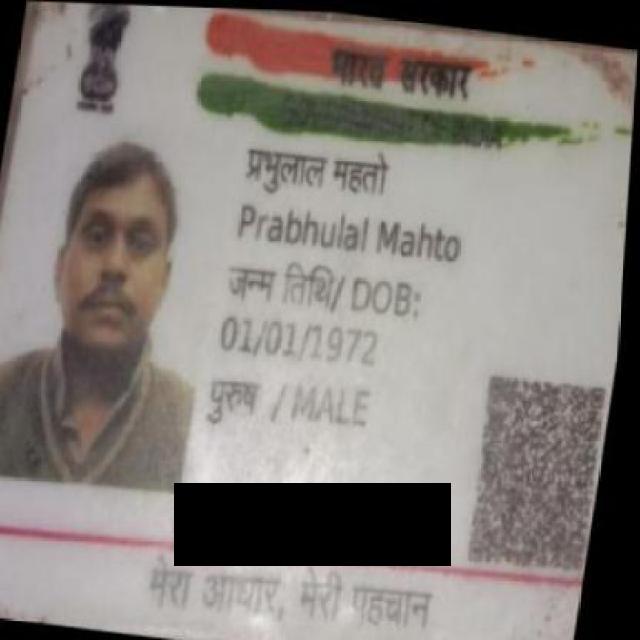 भारत सरकार
प्रभुलाल महतो
Prabhulal Mahto
जन्म तिथि/ DOB:
01/01/1972
पुरुष / MALE
मेरा आधार, मेरी पहचान